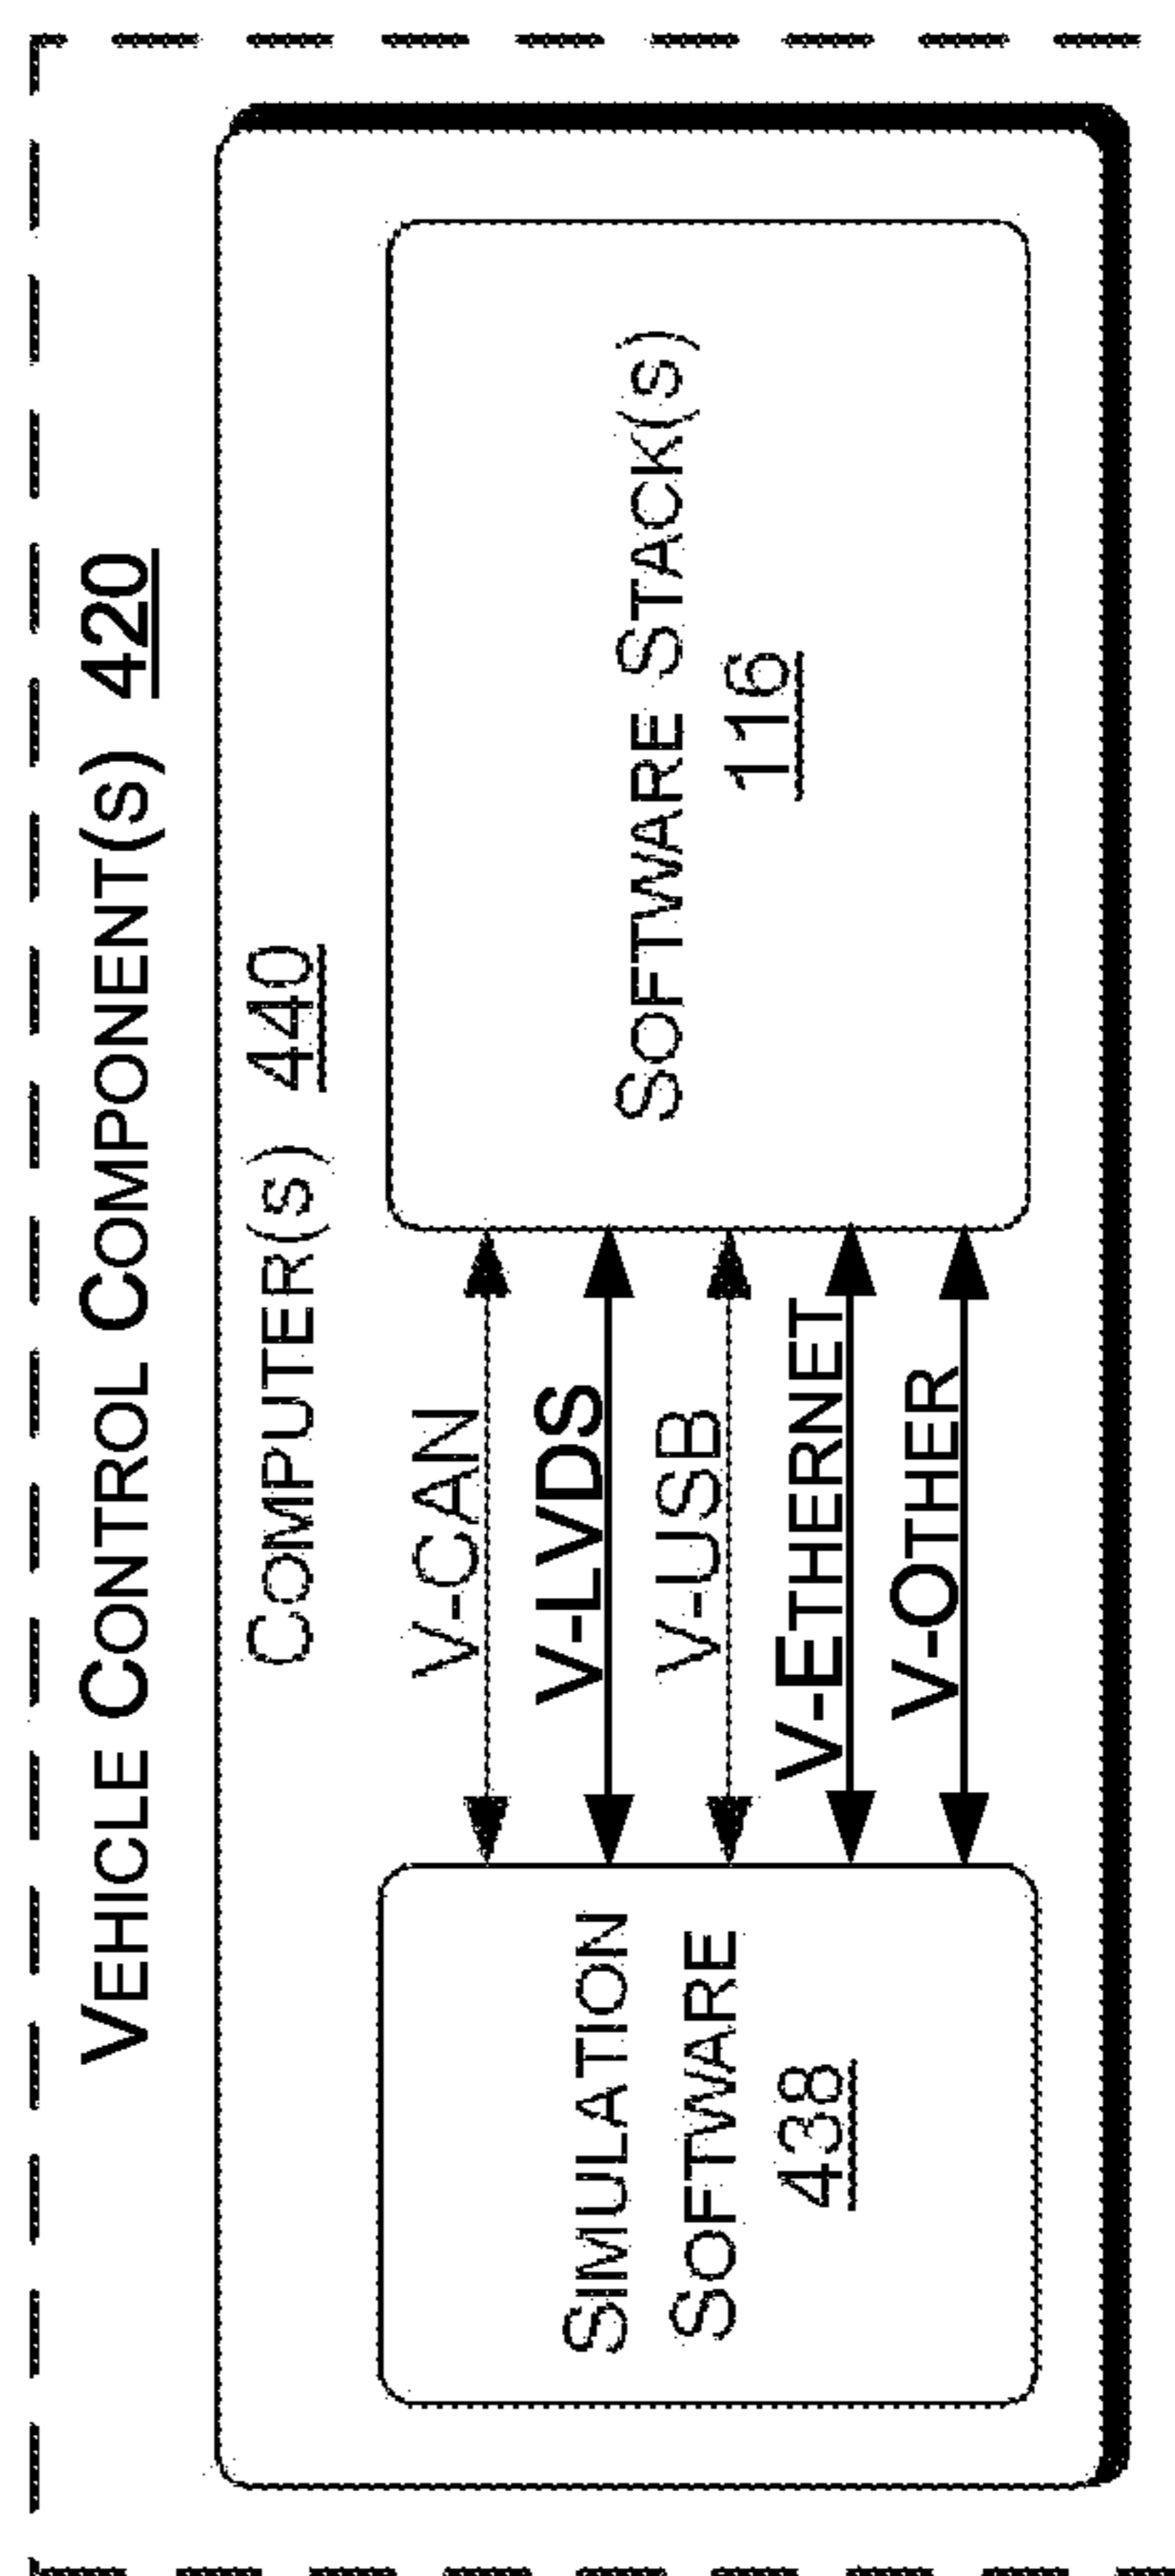 VEHICLE CONTROL COMPONENT(S) 420
COMPUTER(S) 440
SIMULATION
SOFTWARE
438
V-CAN
V-LVDS
V-USB
V-ETHERNET
V-OTHER
SOFTWARE STACK(S)
116